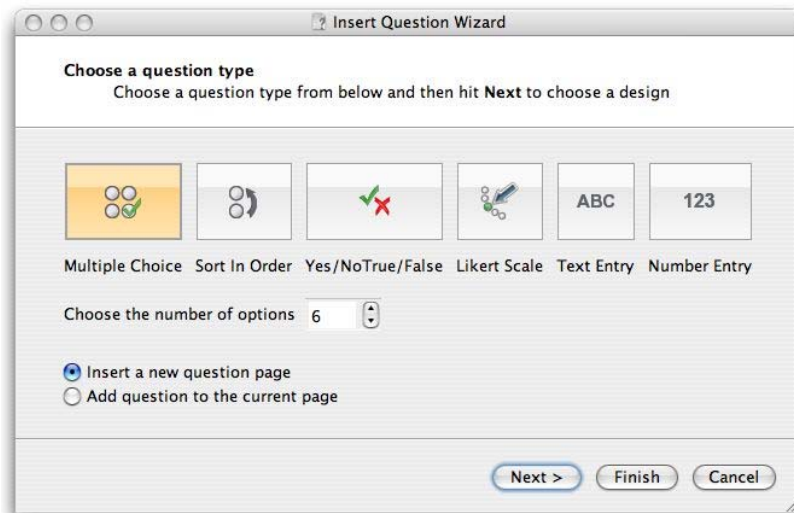 Insert Question Wizard
Choose a question type
Choose a question type from below and then hit Next to choose a design
ABC
123
Multiple Choice Sort In Order Yes/NoTrue/False Likert Scale Text Entry Number Entry
Choose the number of options 6
Insert a new question page
Add question to the current page
Next > Finish Cancel